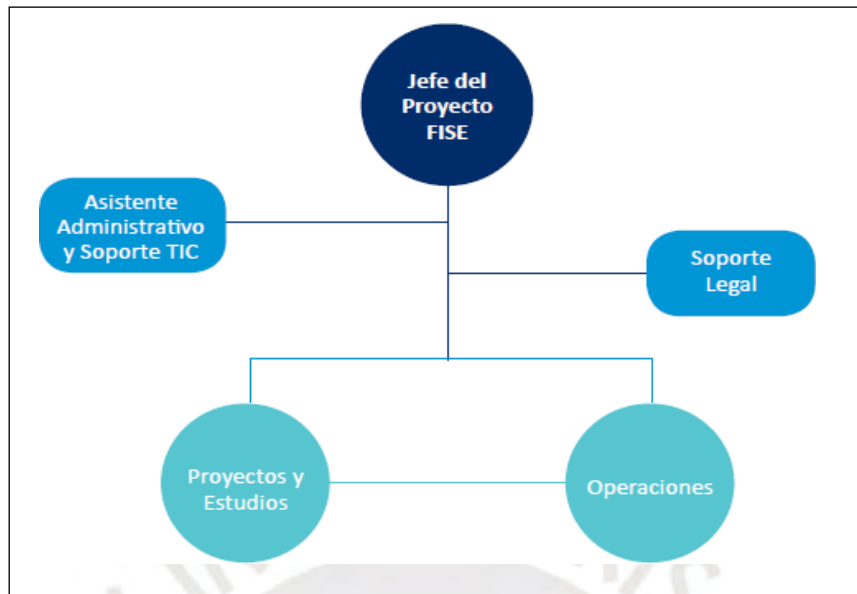 Jefe del
Proyecto
FISE
Asistente
Administrativo
y Soporte TIC
Soporte
Legal
Proyectos y
Estudios
Operaciones